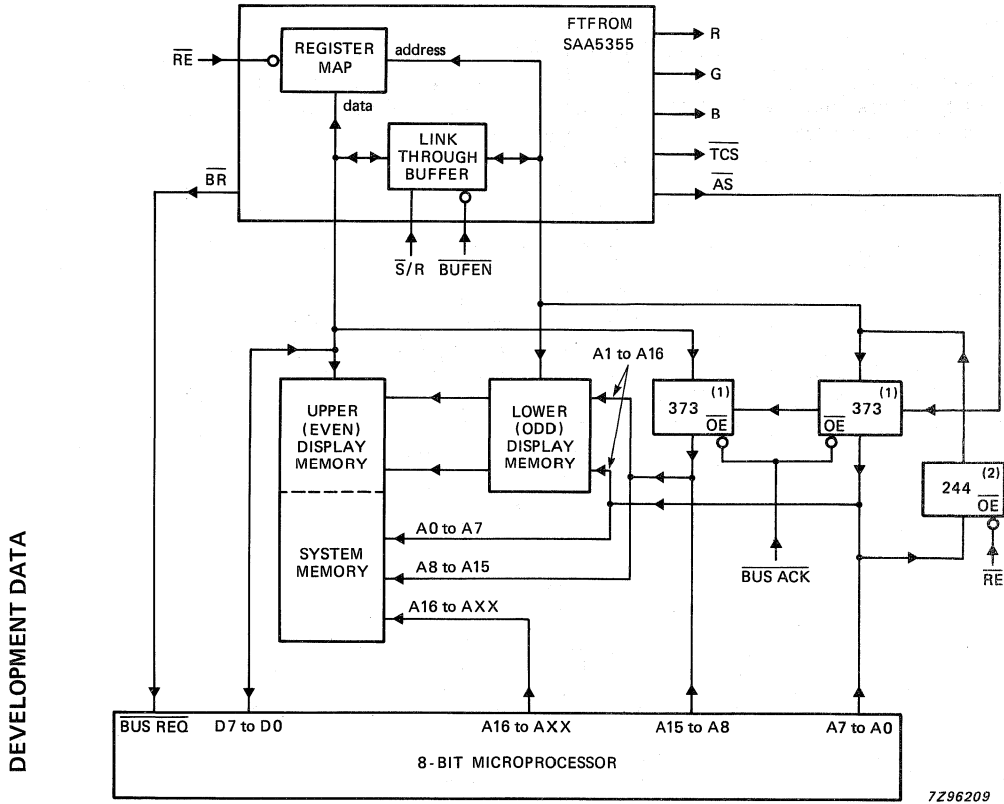 FTFROM
SAA5355
R
G
B
TCS
AS
RE
REGISTER
MAP
address
data
LINK
THROUGH
BUFFER
BR
S/R
BUFEN
A1 to A16
UPPER
(EVEN)
DISPLAY
MEMORY
LOWER
(ODD)
DISPLAY
MEMORY
373
(1)
OE
373
(1)
OE
244
(2)
OE
RE
SYSTEM
MEMORY
A0 to A7
A8 to A15
A16 to AXX
BUS ACK
DEVELOPMENT DATA
BUS REQ
D7 to D0
A16 to AXX
A15 to A8
A7 to A0
8-BIT MICROPROCESSOR
7Z96209